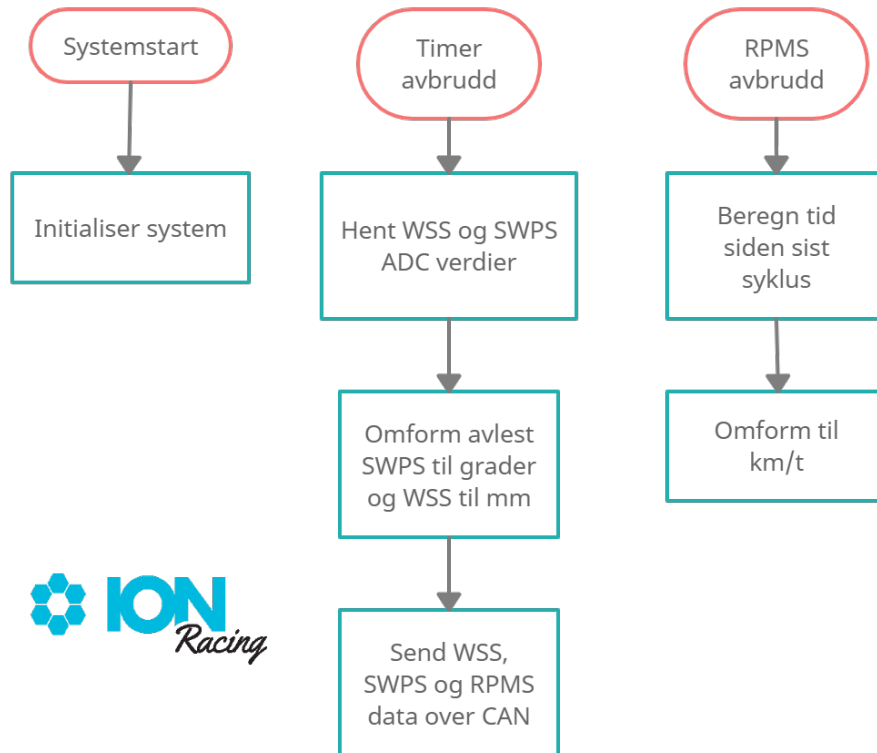 Systemstart
Initialiser system
Timer
avbrudd
Hent WSS og SWPS
ADC verdier
Omform avlest
SWPS til grader
og WSS til mm
Send WSS,
SWPS og RPMS
data over CAN
RPMS
avbrudd
Beregn tid
siden sist
syklus
Omform til
km/t
ION
Racing